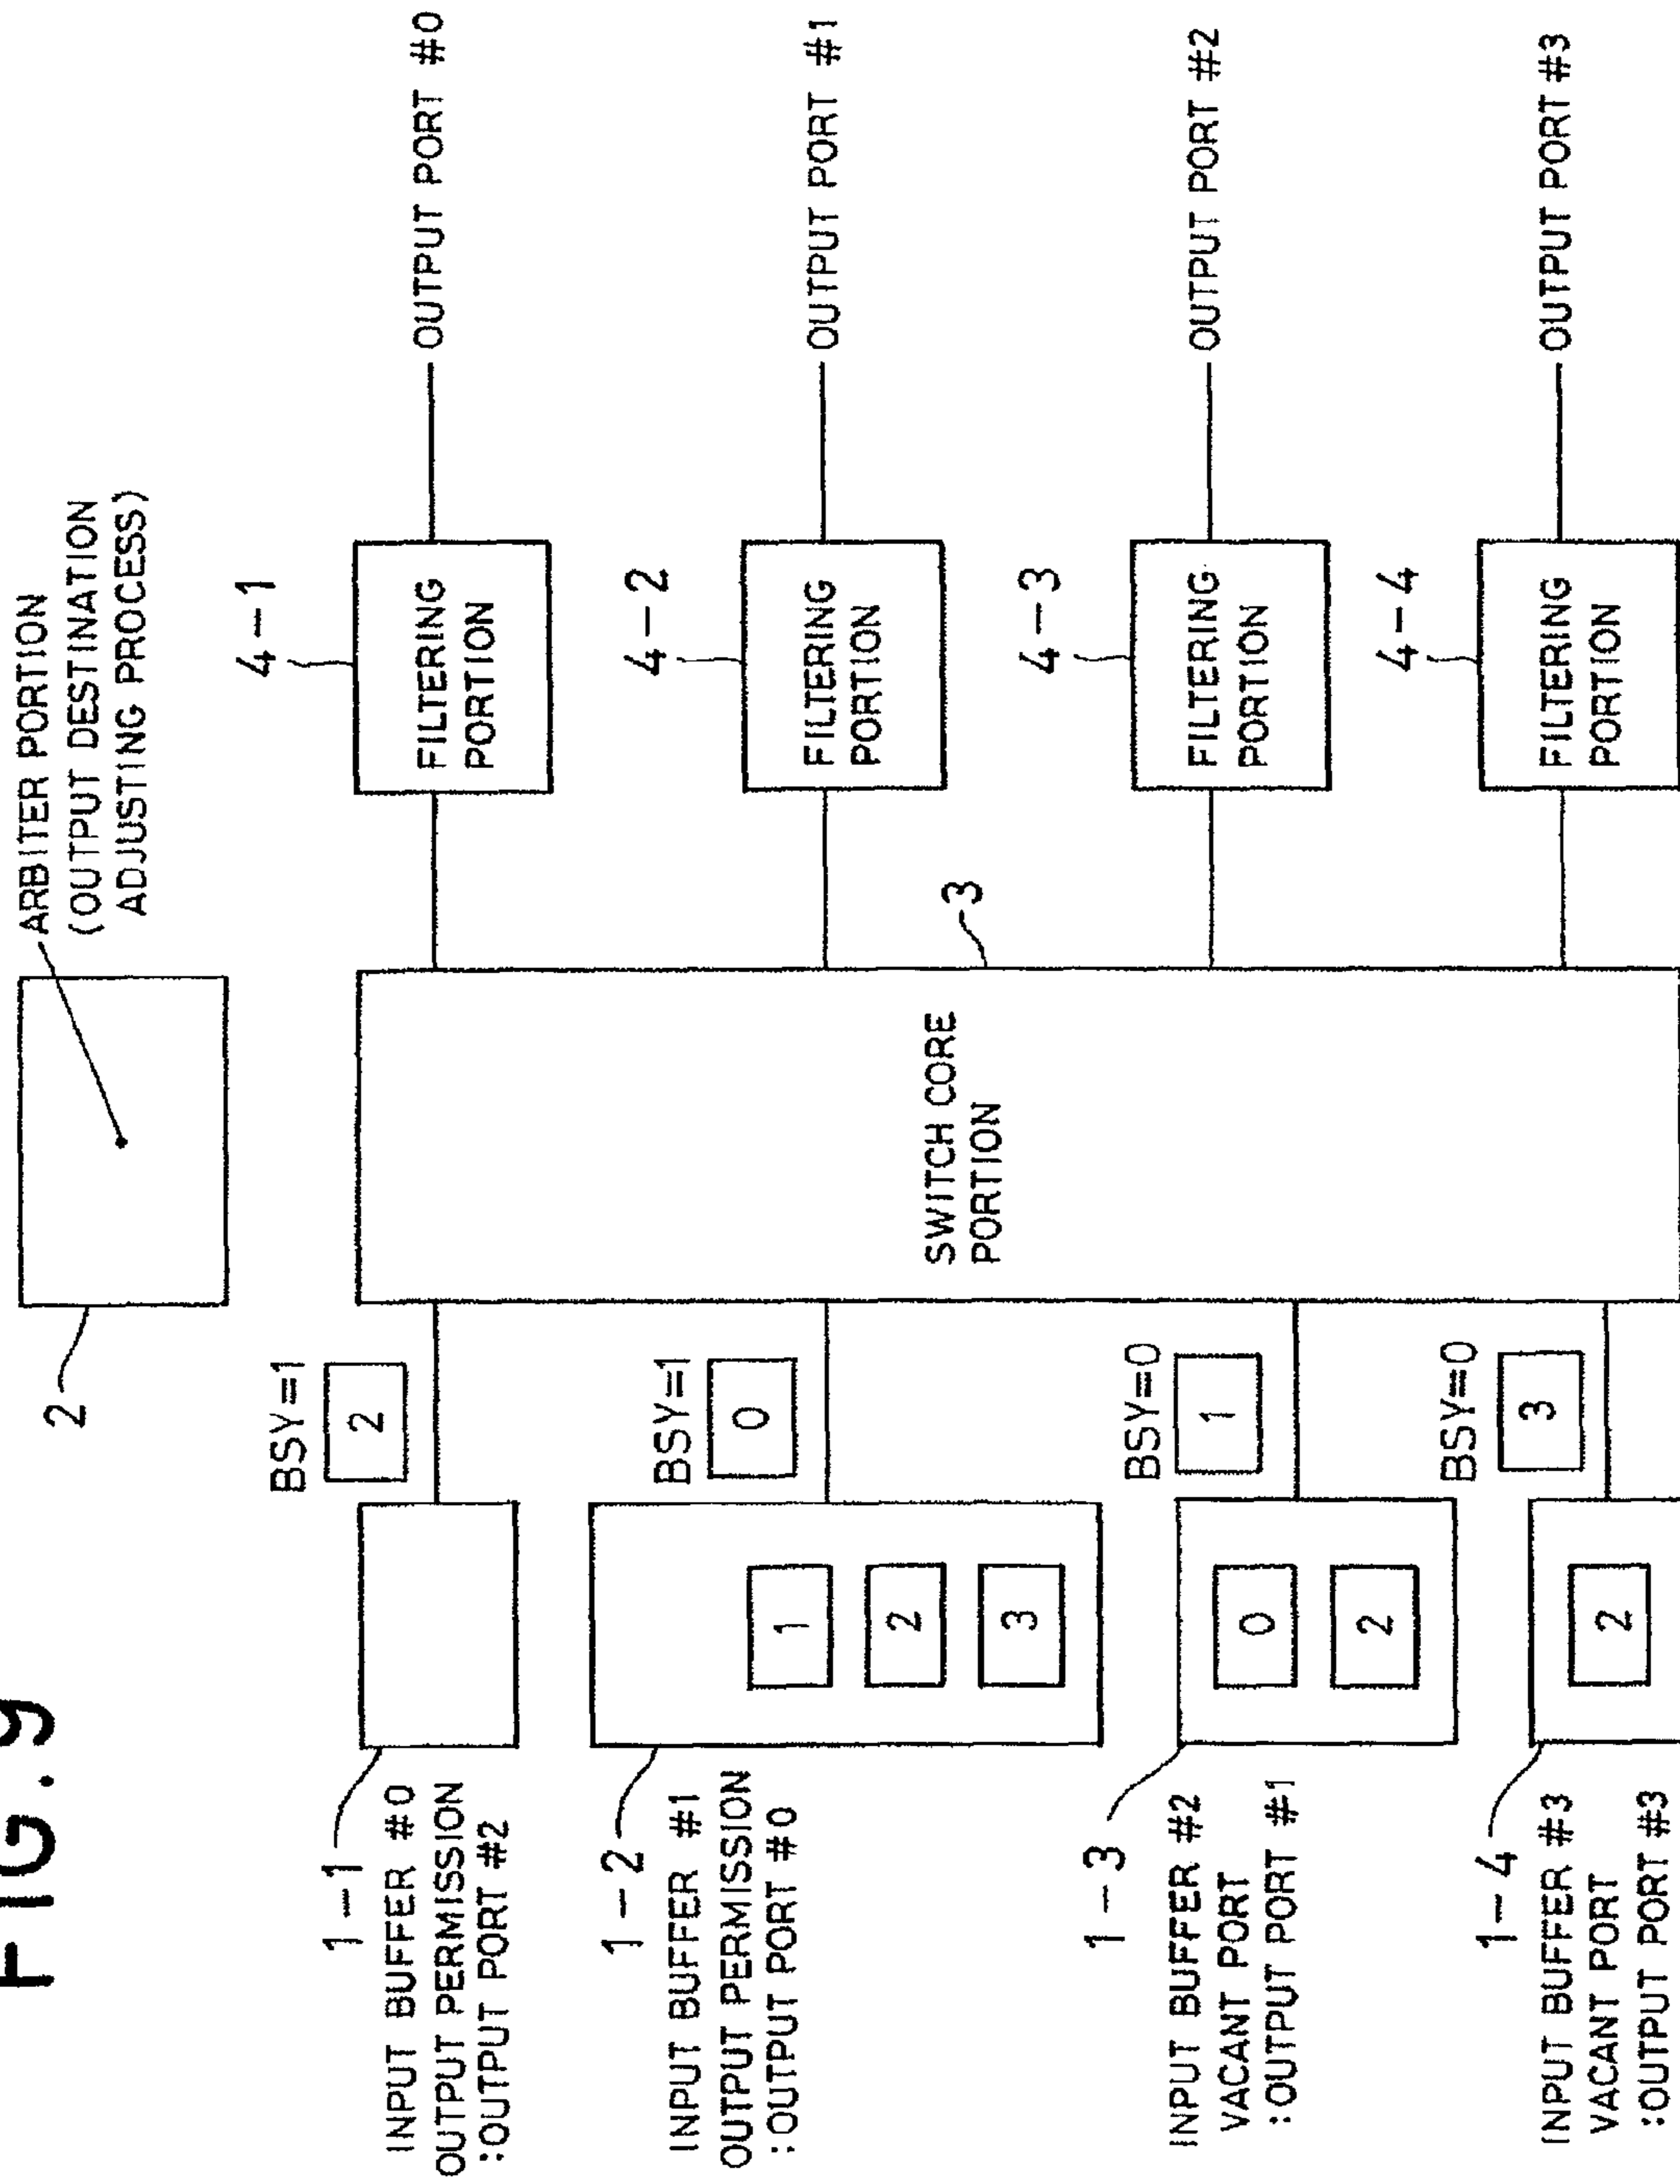 FIG. 9
2
ARBITER PORTION
(OUTPUT DESTINATION
ADJUSTING PROCESS)
1-1
INPUT BUFFER #0
OUTPUT PERMISSION
:OUTPUT PORT #2
BSY=1
2
4-1
FILTERING
PORTION
OUTPUT PORT #0
1-2
INPUT BUFFER #1
OUTPUT PERMISSION
:OUTPUT PORT #0
1
2
3
BSY=1
0
4-2
FILTERING
PORTION
OUTPUT PORT #1
SWITCH CORE
PORTION
3
1-3
INPUT BUFFER #2
VACANT PORT
:OUTPUT PORT #1
0
2
BSY=0
1
4-3
FILTERING
PORTION
OUTPUT PORT #2
1-4
INPUT BUFFER #3
VACANT PORT
:OUTPUT PORT #3
2
BSY=0
3
4-4
FILTERING
PORTION
OUTPUT PORT #3